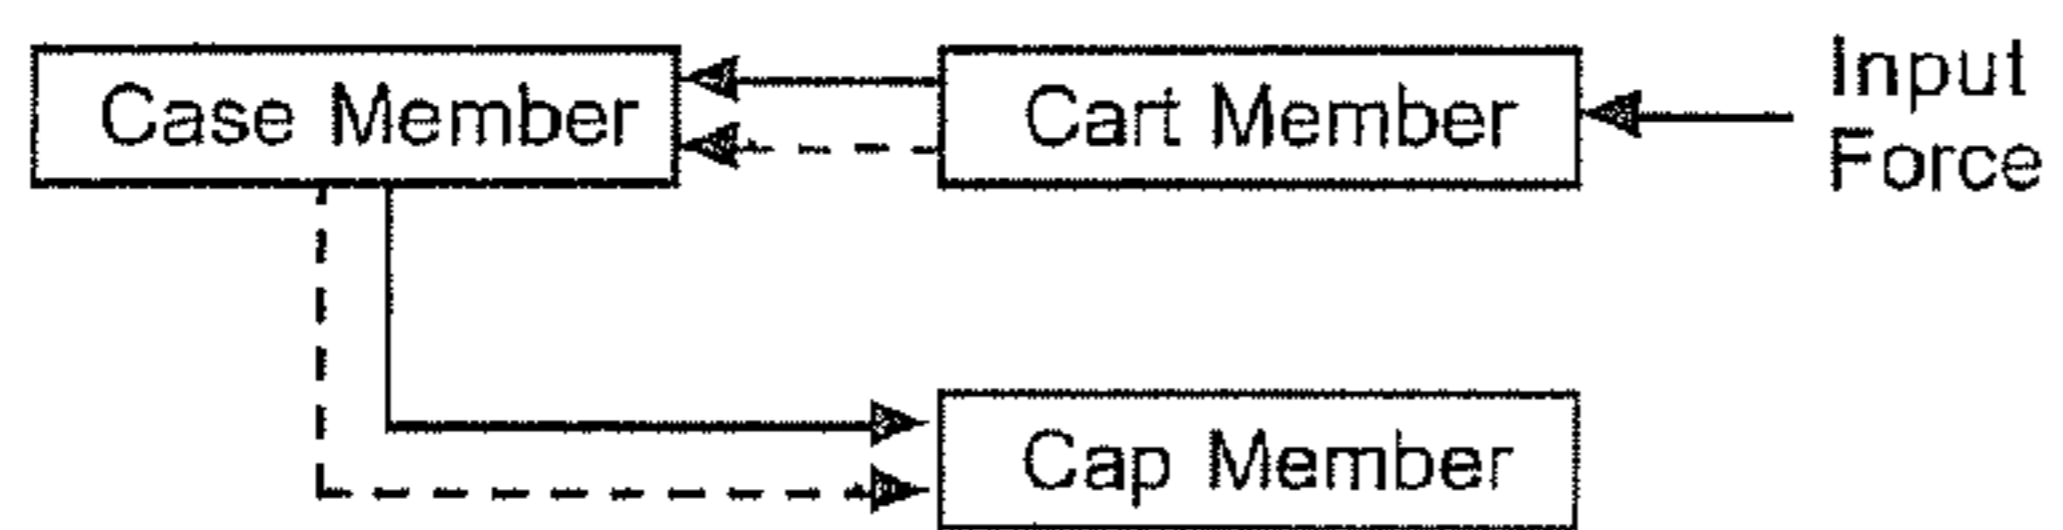 Case Member
Cart Member
Input
Force
Cap Member